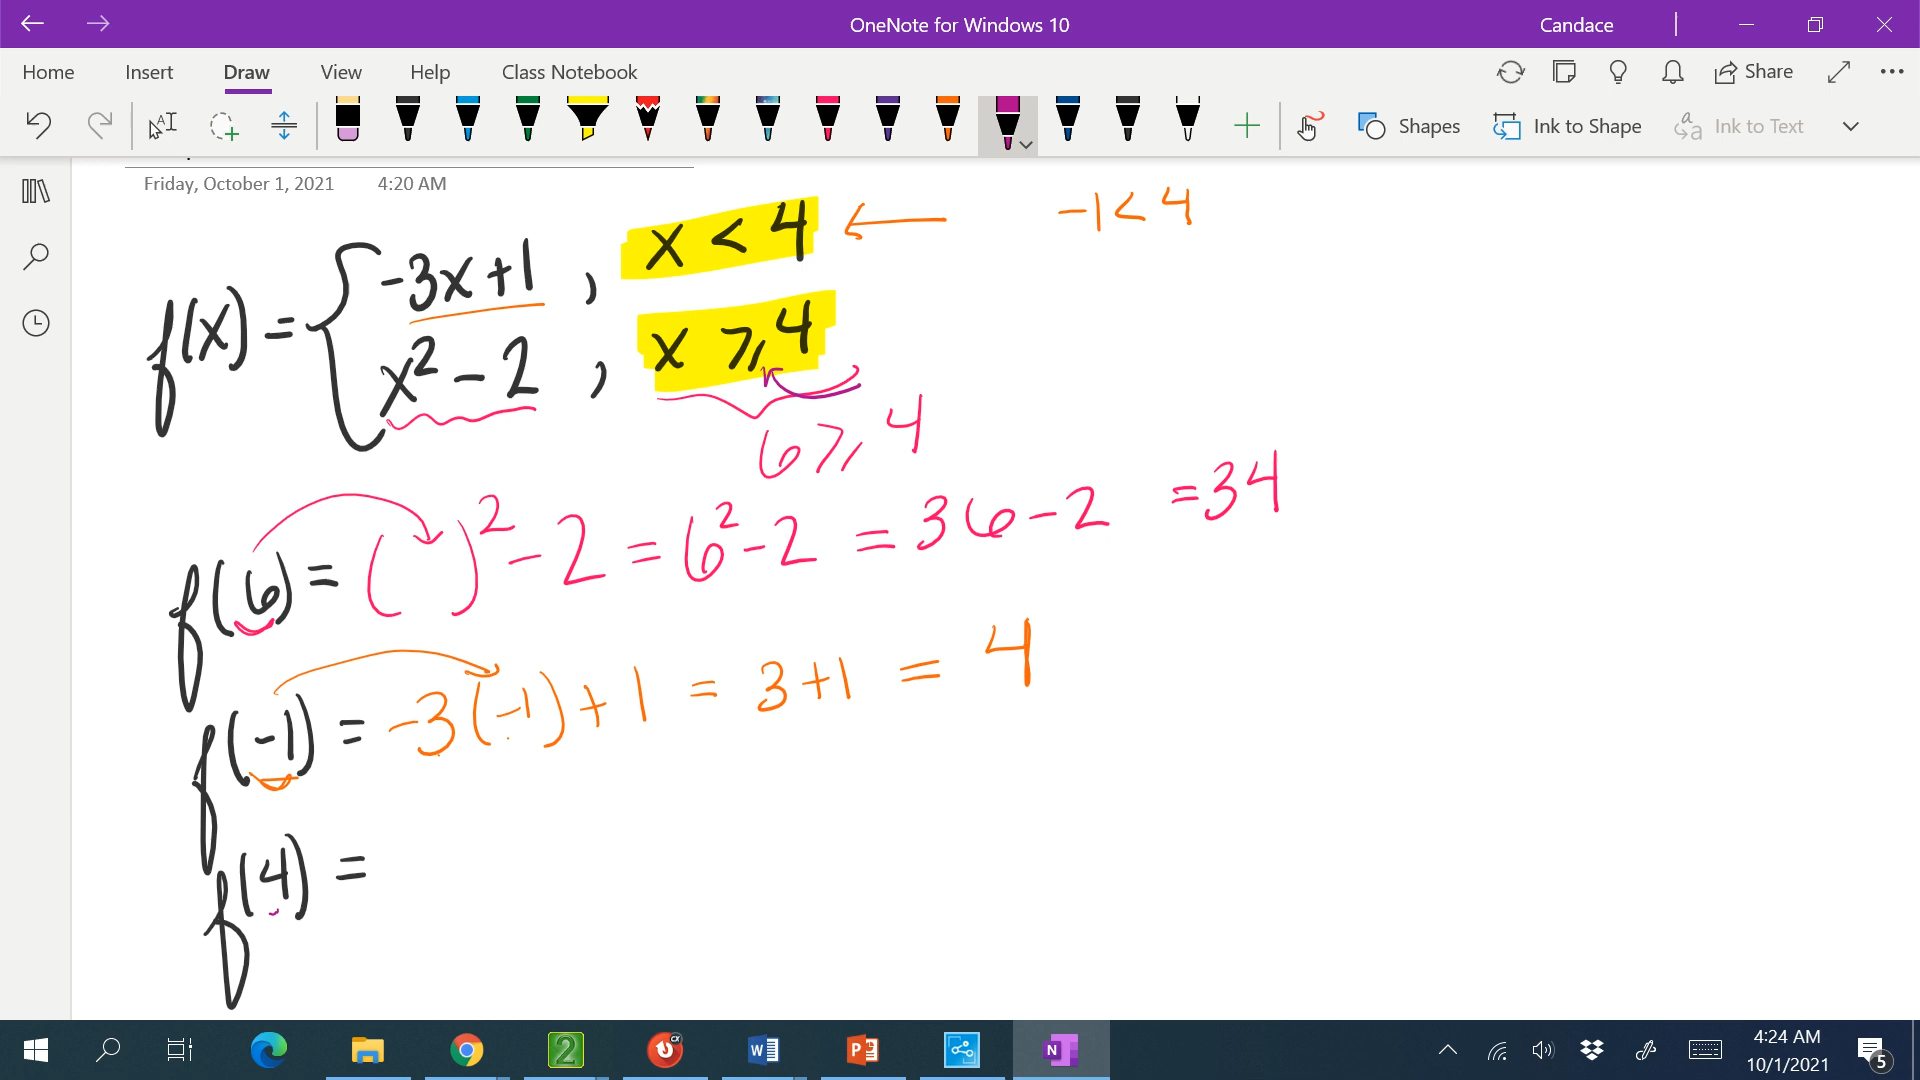 OneNote for Windows 10
Candace
Home Insert Draw View Help Class Notebook
Share
Shapes Ink to Shape Ink to Text
Friday, October 1, 2021 4:20 AM
x < 4 ← -1 < 4
f(x) = { -3x+1 ,
x² - 2 , x ≥ 4
6 ≥ 4
f(6) = ( )² - 2 = 6² - 2 = 36 - 2 = 34
f(-1) = -3(-1) + 1 = 3+1 = 4
f(4) =
4:24 AM
10/1/2021
5